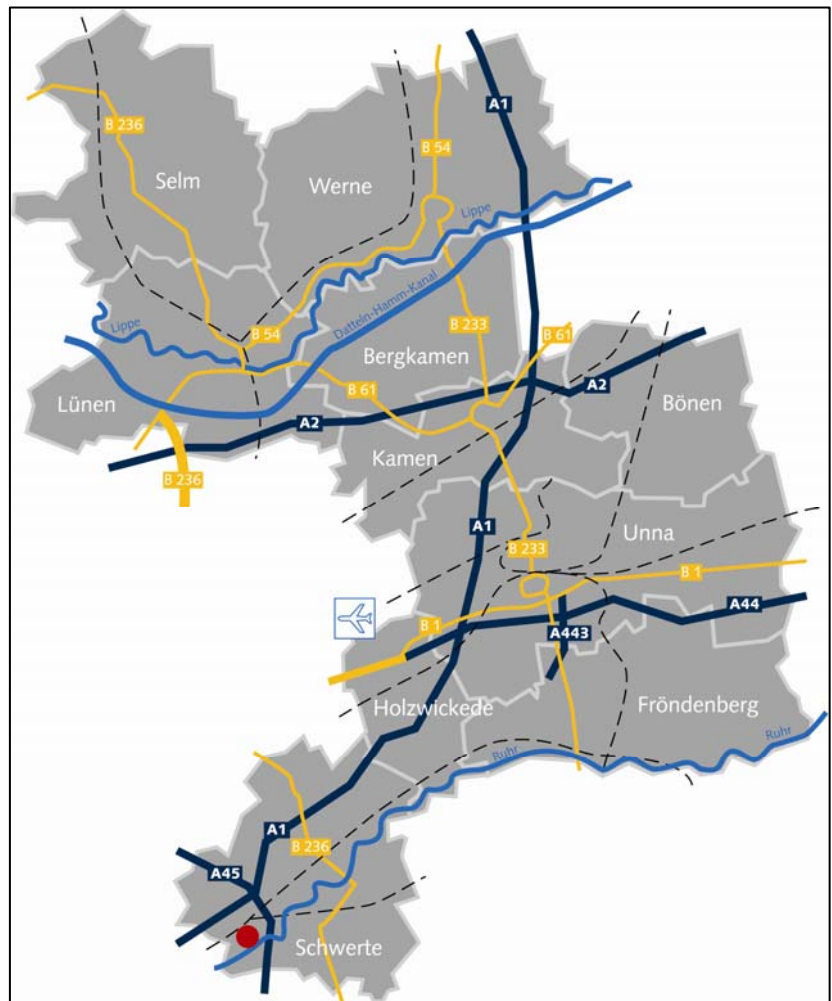 A1
B 236
B 54
Selm
Werne
Lippe
Datteln-Hamm-Kanal
Lippe
B 233
B 54
B 61
Bergkamen
B 61
A2
Lünen
Bönen
A2
Kamen
B 236
A1
Unna
B 233
B 1
A44
B 1
A443
Holzwickede
Fröndenberg
Ruhr
Ruhr
A1
B 236
A45
Schwerte